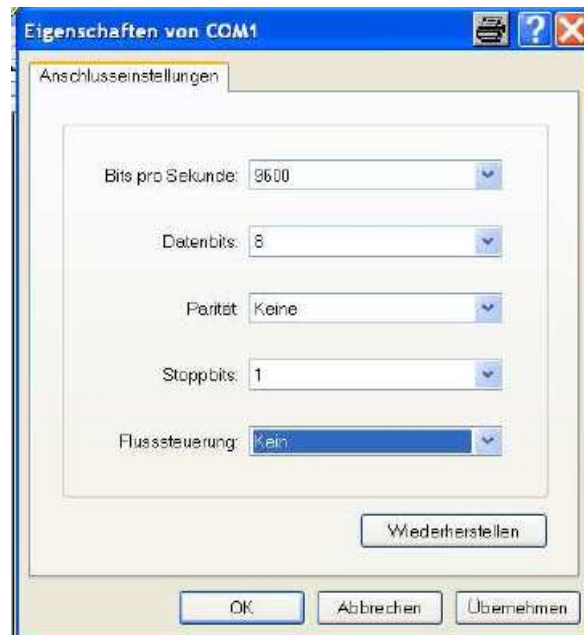 Eigenschaften von COM1
Anschlusseinstellungen
Bits pro Sekunde: 9600
Datenbits: 8
Parität Keine
Stoppbits: 1
Flusssteuerung: Kein
Wiederherstellen
OK Abbrechen Übernehmen